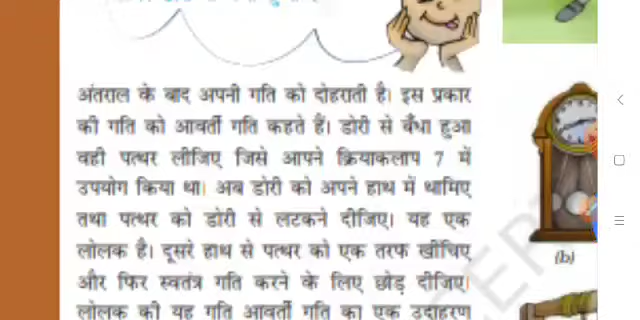 अंतराल के बाद अपनी गति को दोहराती है। इस प्रकार
की गति को आवर्ती गति कहते हैं। डोरी से बँधा हुआ
वही पत्थर लीजिए जिसे आपने क्रियाकलाप 7 में
उपयोग किया था। अब डोरी को अपने हाथ में थामिए
तथा पत्थर को डोरी से लटकने दीजिए। यह एक
लोलक है। दूसरे हाथ से पत्थर को एक तरफ खींचिए
और फिर स्वतंत्र गति करने के लिए छोड़ दीजिए।
लोलक की यह गति आवर्ती गति का एक उदाहरण
(b)